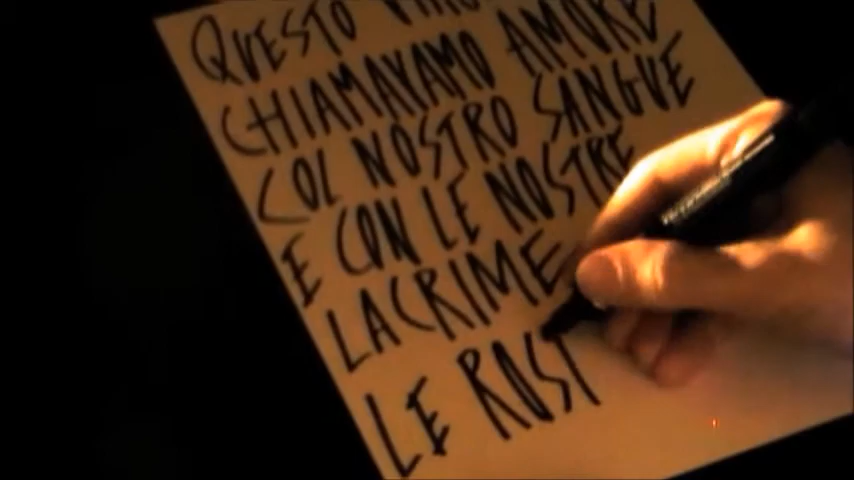 QUESTO
CHIAMAVAMO AMORE
COL NOSTRO SANGUE
E CON LE NOSTRE
LACRIME
LE